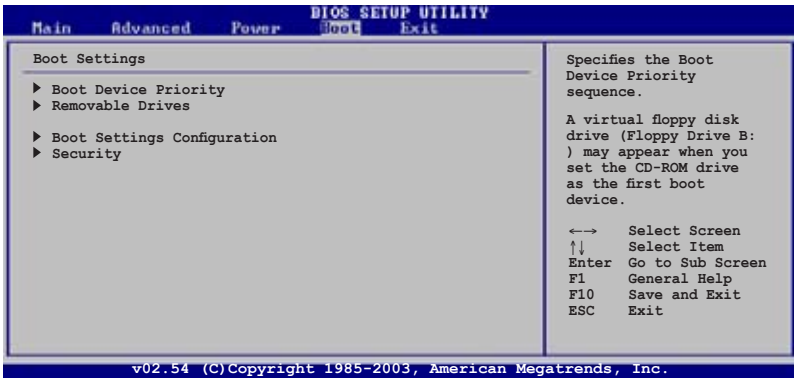 BIOS SETUP UTILITY
Main Advanced Power Boot Exit
Boot Settings
Boot Device Priority
Removable Drives
Boot Settings Configuration
Security
Specifies the Boot
Device Priority
sequence.
A virtual floppy disk
drive (Floppy Drive B:
) may appear when you
set the CD-ROM drive
as the first boot
device.
←→ Select Screen
↑↓ Select Item
Enter Go to Sub Screen
F1 General Help
F10 Save and Exit
ESC Exit
v02.54 (C)Copyright 1985-2003, American Megatrends, Inc.